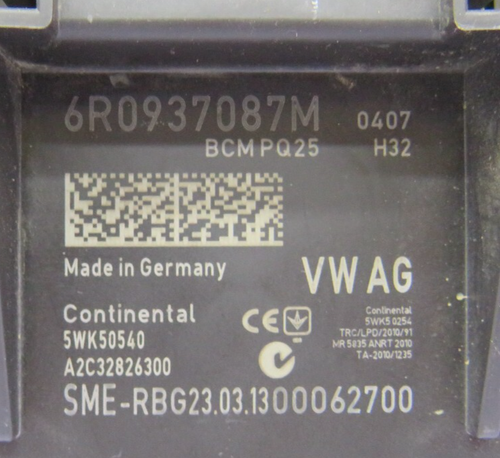 6R0937087M 0407
BCM PQ25 H32
Made in Germany
VW AG
Continental
5WK50540
A2C32826300
CE
Continental
5WK5 0254
TRC/LPD/2010/91
MR 5835 ANRT 2010
TA-2010/1235
SME-RBG23.03.1300062700